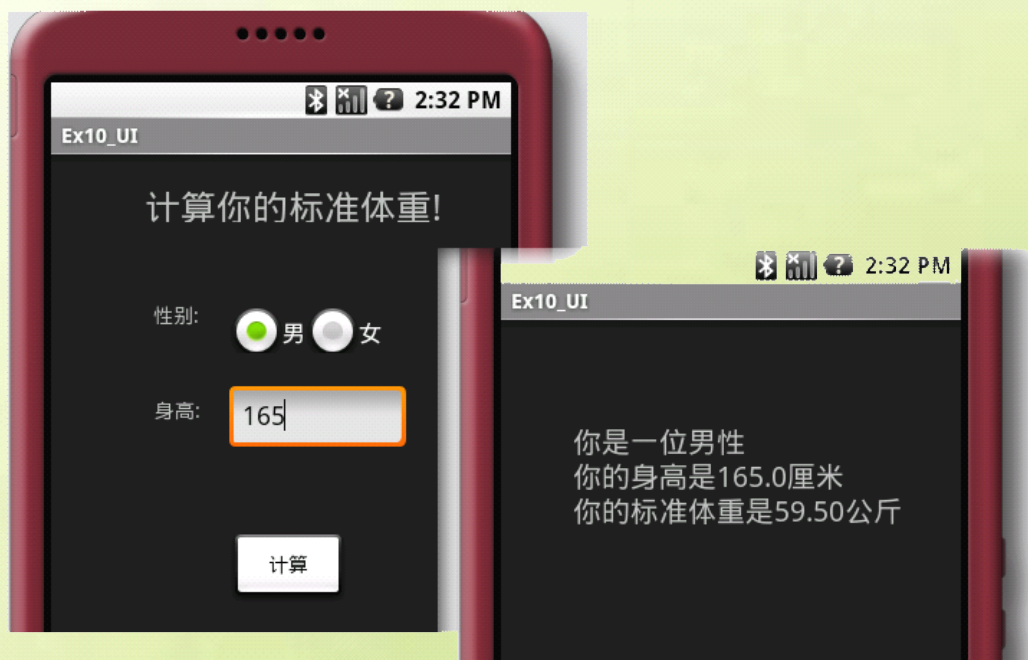 2:32 PM
Ex10_UI
计算你的标准体重!
性别:
男 女
身高:
165
计算
2:32 PM
Ex10_UI
你是一位男性
你的身高是165.0厘米
你的标准体重是59.50公斤